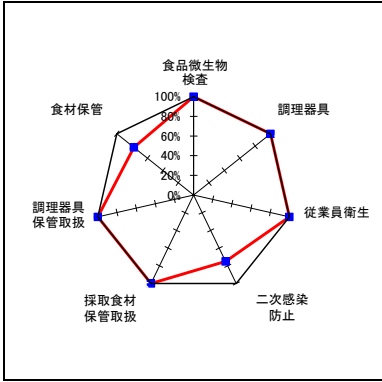 食品微生物
検査
100%
80%
60%
40%
20%
0%
調理器具
従業員衛生
二次感染
防止
採取食材
保管取扱
調理器具
保管取扱
食材保管